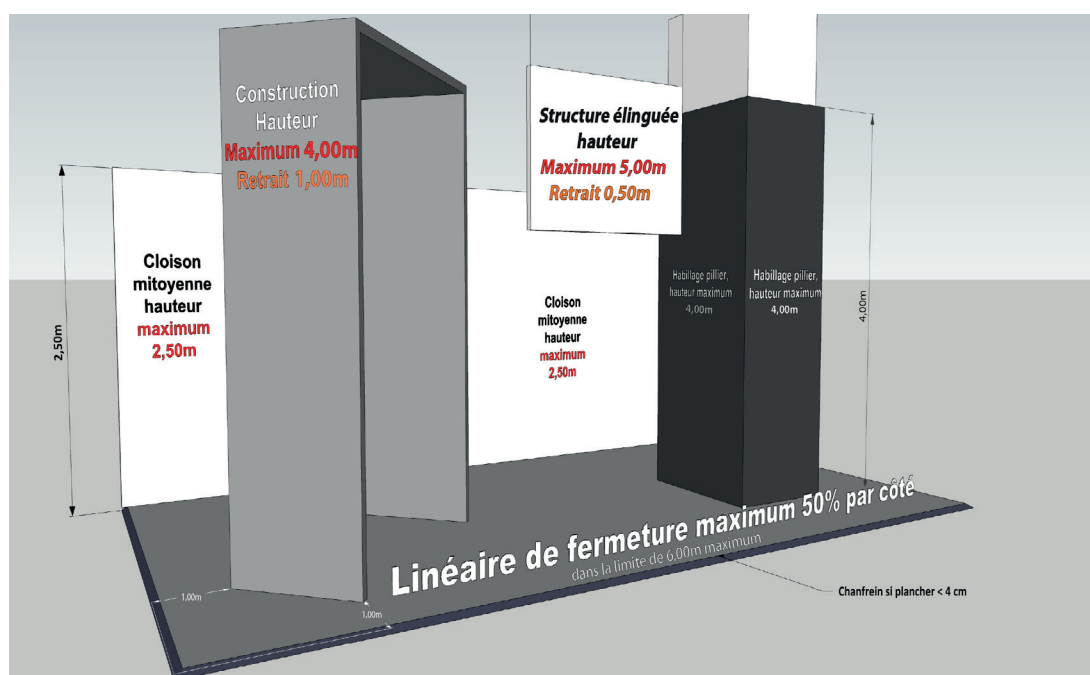 Construction
Hauteur
Maximum 4,00m
Retrait 1,00m
Structure élinguée
hauteur
Maximum 5,00m
Retrait 0,50m
2,50m
Cloison
mitoyenne
hauteur
maximum
2,50m
Cloison
mitoyenne
hauteur
maximum
2,50m
Habillage pillier,
hauteur maximum
4,00m
Habillage pillier,
hauteur maximum
4,00m
4,00m
Linéaire de fermeture maximum 50% par côté
dans la limite de 6,00m maximum
1,00m
1,00m
Chanfrein si plancher < 4 cm